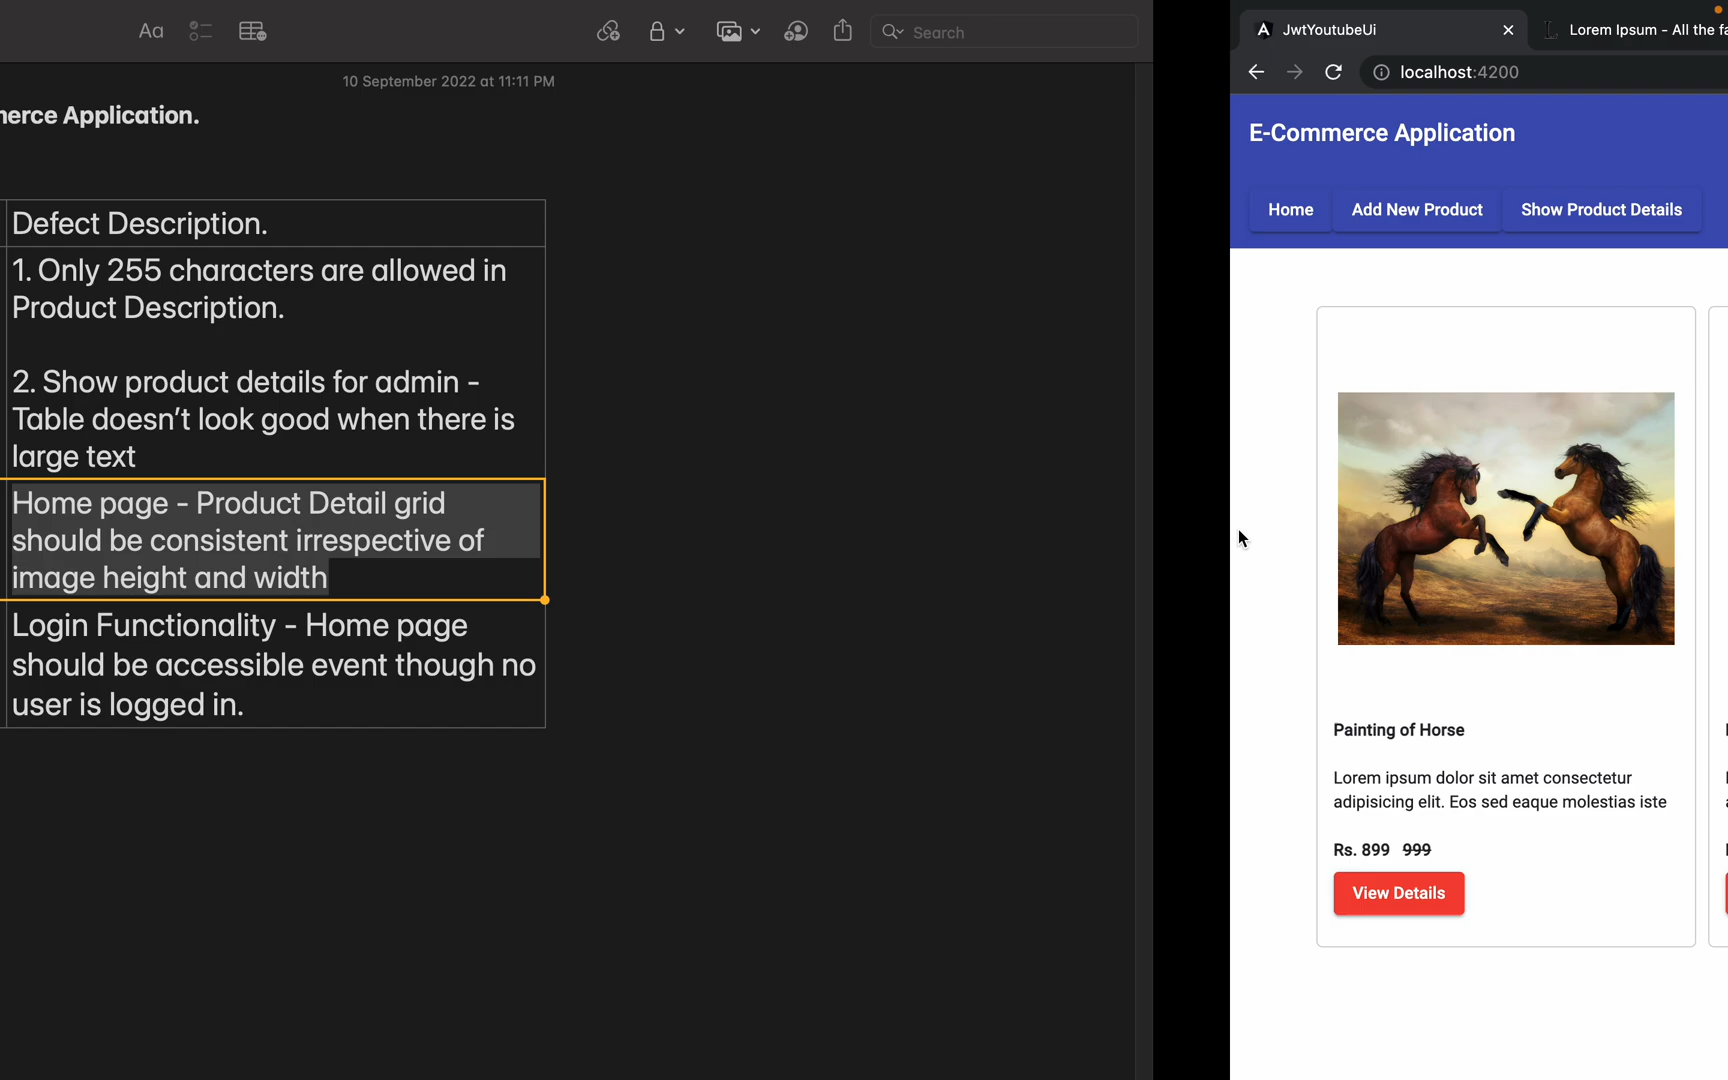 Aa
Search
10 September 2022 at 11:11 PM
nerce Application.
Defect Description.
1. Only 255 characters are allowed in
Product Description.
2. Show product details for admin -
Table doesn't look good when there is
large text
Home page - Product Detail grid
should be consistent irrespective of
image height and width
Login Functionality - Home page
should be accessible event though no
user is logged in.
JwtYoutubeUi
Lorem Ipsum - All the fa
localhost:4200
E-Commerce Application
Home
Add New Product
Show Product Details
Painting of Horse
Lorem ipsum dolor sit amet consectetur
adipisicing elit. Eos sed eaque molestias iste
Rs. 899 999
View Details